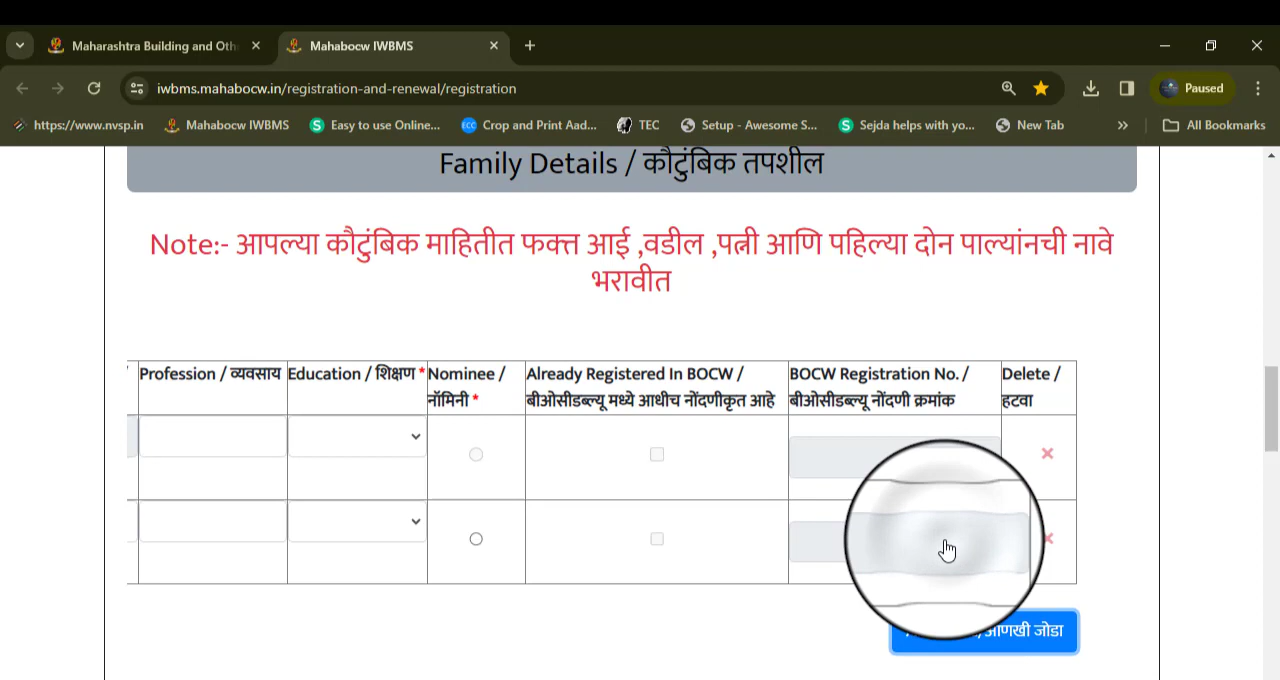 Maharashtra Building and Oth
Mahabocw IWBMS
iwbms.mahabocw.in/registration-and-renewal/registration
Paused
https://www.nvsp.in
Mahabocw IWBMS
Easy to use Online...
Crop and Print Aad...
TEC
Setup - Awesome S...
Sejda helps with yo...
New Tab
All Bookmarks
Family Details / कौटुंबिक तपशील
Note:- आपल्या कौटुंबिक माहितीत फक्त आई ,वडील ,पत्नी आणि पहिल्या दोन पाल्यांनची नावे
भरावीत
Profession / व्यवसाय
Education / शिक्षण *
Nominee /
नॉमिनी *
Already Registered In BOCW /
बीओसीडब्ल्यू मध्ये आधीच नोंदणीकृत आहे
BOCW Registration No. /
बीओसीडब्ल्यू नोंदणी क्रमांक
Delete /
हटवा
/आणखी जोडा